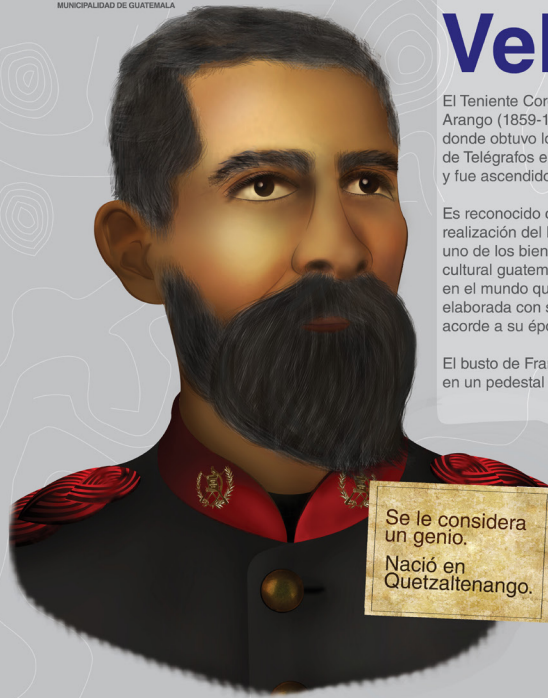 MUNICIPALIDAD DE GUATEMALA
Vel
El Teniente Cor
Arango (1859-1
donde obtuvo lo
de Telégrafos e
y fue ascendido
Es reconocido
realización del
uno de los bien
cultural guatem
en el mundo qu
elaborada con s
acorde a su épo
El busto de Fra
en un pedestal
Se le considera
un genio.
Nació en
Quetzaltenango.